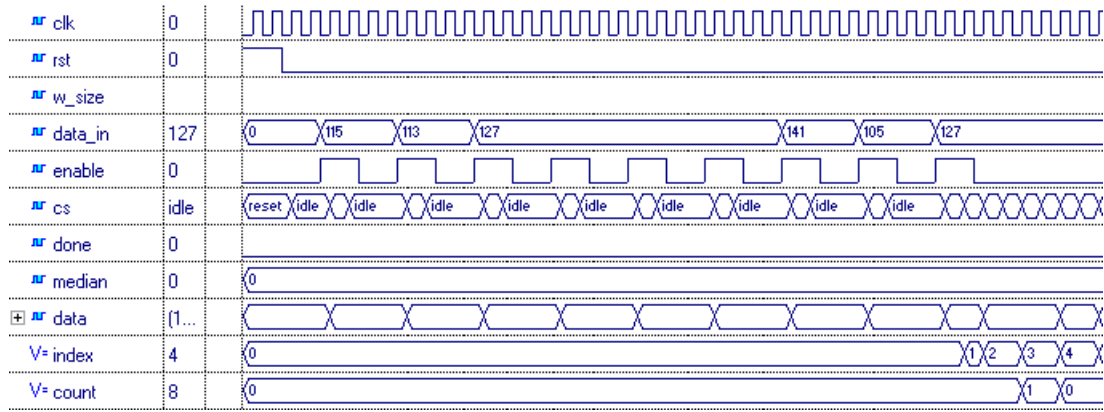 clk 0
rst 0
w_size
data_in 127 0 115 113 127 141 105 127
enable 0
cs idle reset idle idle idle idle idle idle idle idle idle
done 0
median 0 0
data (1...
V= index 4 0 1 2 3 4
V= count 8 0 1 0